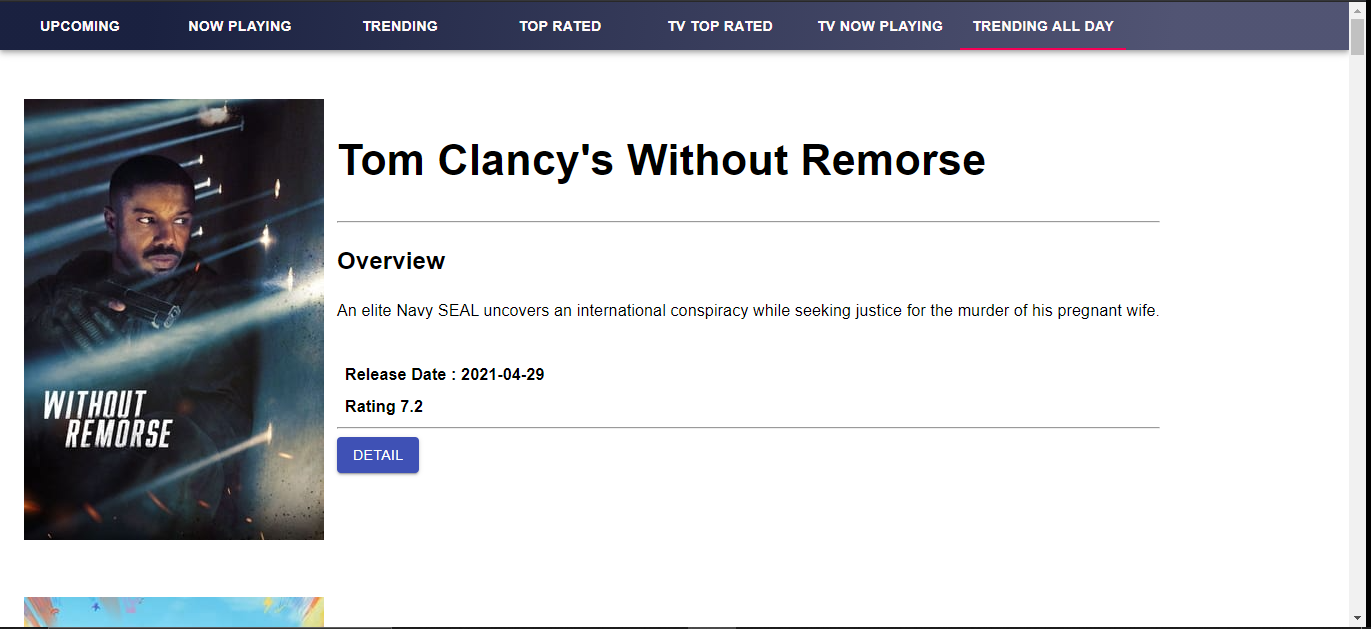 UPCOMING NOW PLAYING TRENDING TOP RATED TV TOP RATED TV NOW PLAYING TRENDING ALL DAY
Tom Clancy's Without Remorse
Overview
An elite Navy SEAL uncovers an international conspiracy while seeking justice for the murder of his pregnant wife.
Release Date : 2021-04-29
Rating 7.2
DETAIL
WITHOUT
REMORSE